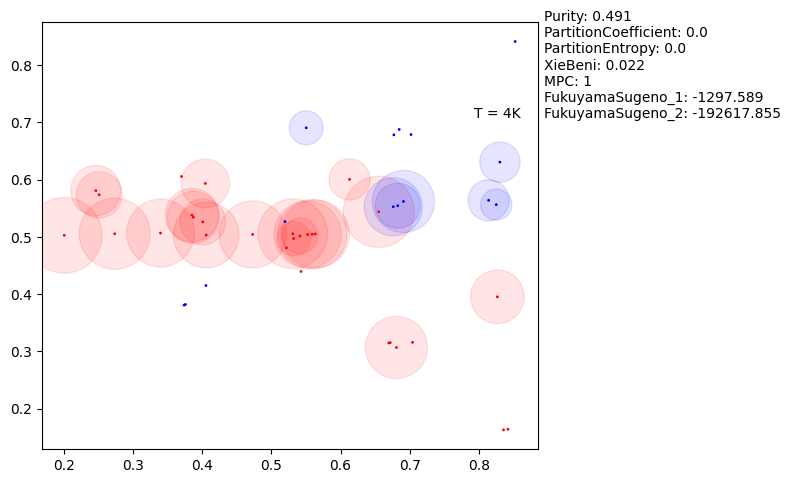 Purity: 0.491
PartitionCoefficient: 0.0
PartitionEntropy: 0.0
XieBeni: 0.022
MPC: 1
FukuyamaSugeno_1: -1297.589
FukuyamaSugeno_2: -192617.855
T = 4K
0.8
0.7
0.6
0.5
0.4
0.3
0.2
0.2 0.3 0.4 0.5 0.6 0.7 0.8